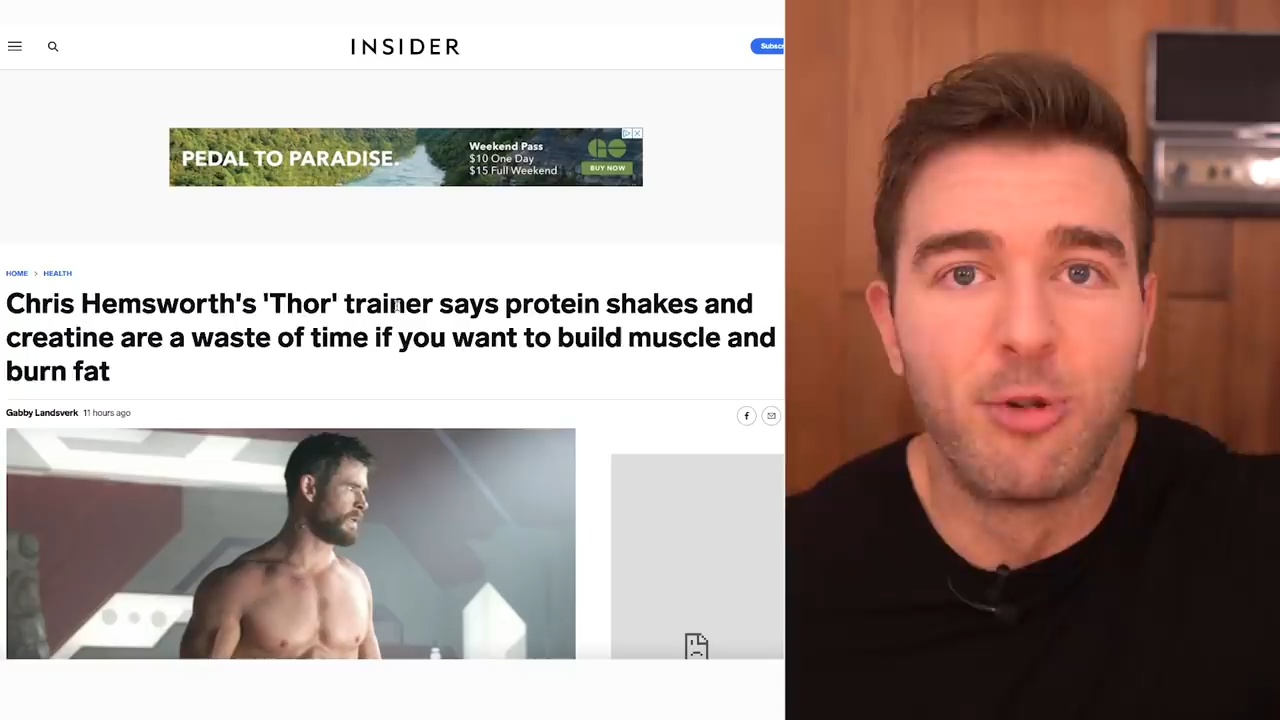 INSIDER
PEDAL TO PARADISE.
Weekend Pass
$10 One Day
$15 Full Weekend
BUY NOW
HOME > HEALTH
Chris Hemsworth's 'Thor' trainer says protein shakes and
creatine are a waste of time if you want to build muscle and
burn fat
Gabby Landsverk 11 hours ago